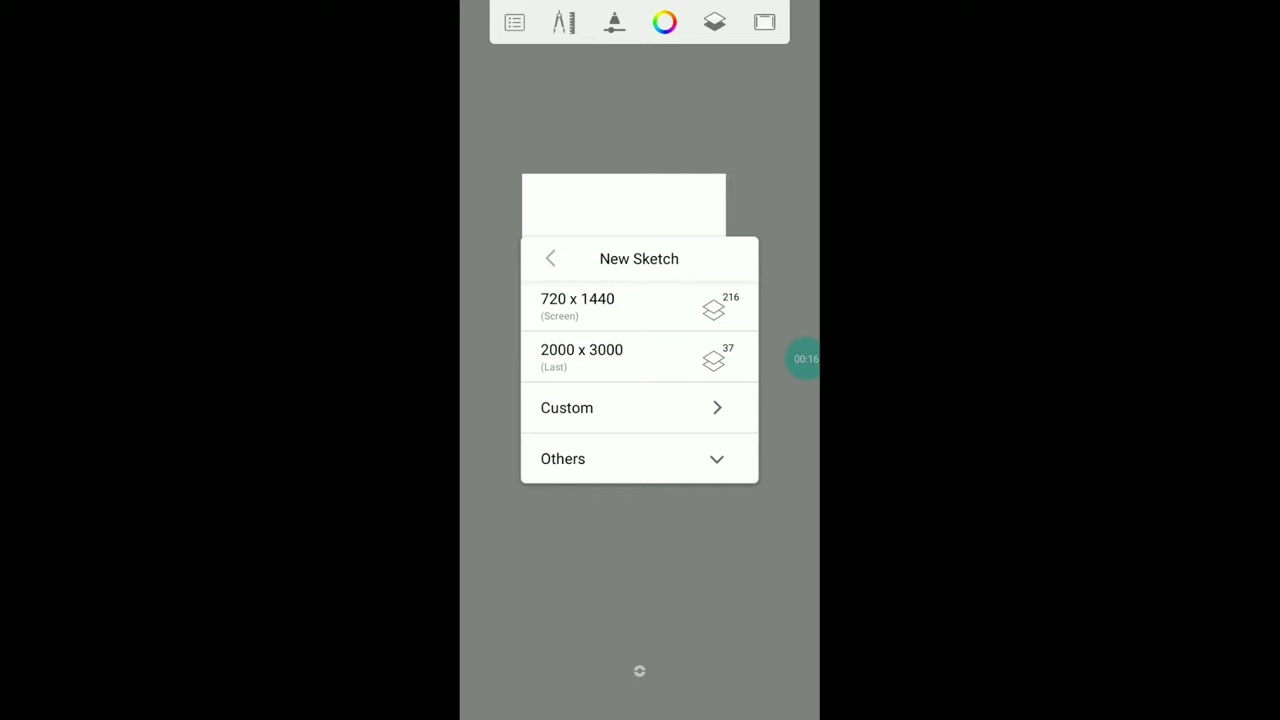 New Sketch
720 x 1440
216
(Screen)
2000 x 3000
37
(Last)
00:16
Custom
Others